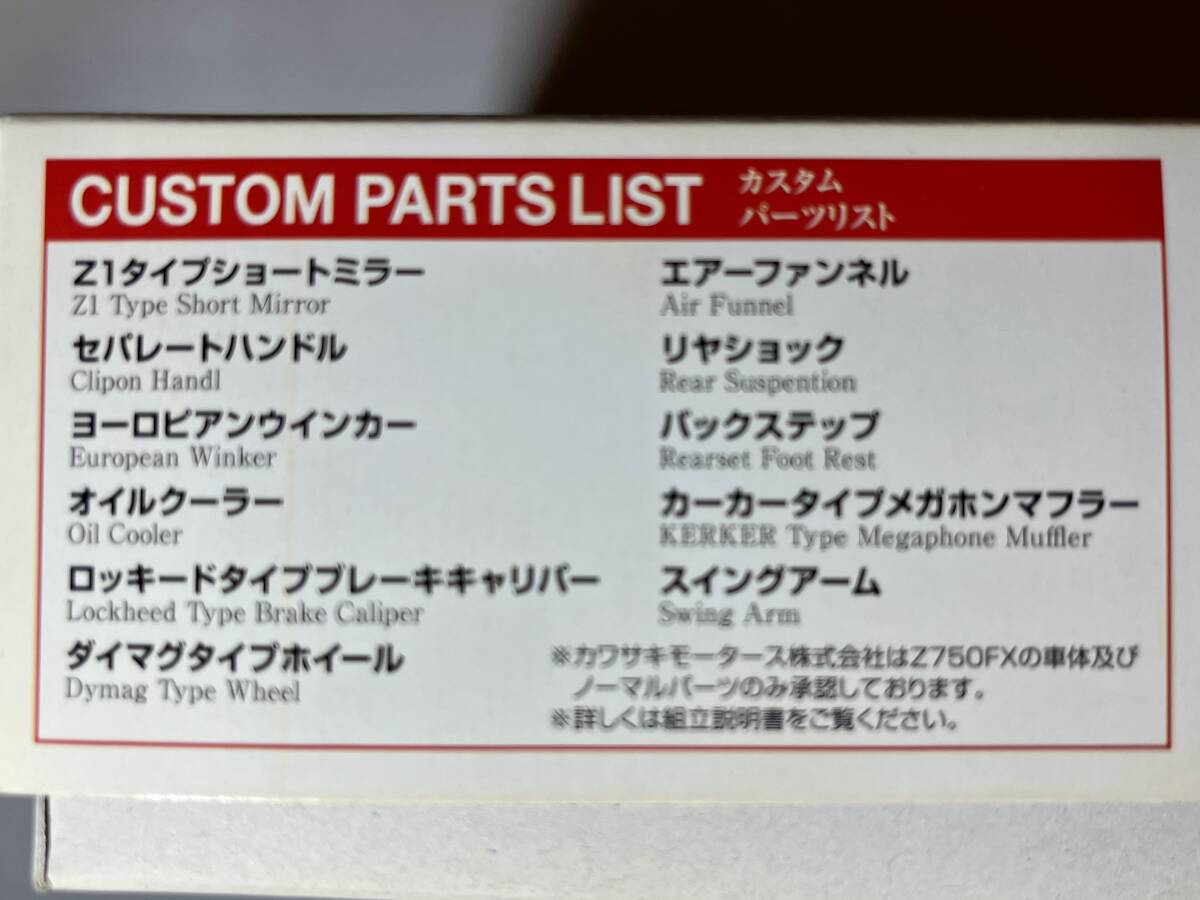 CUSTOM PARTS LIST
カスタム
パーツリスト
Z1タイプショートミラー
Z1 Type Short Mirror
セパレートハンドル
Clipon Handl
ヨーロピアンウインカー
European Winker
オイルクーラー
Oil Cooler
ロッキードタイプブレーキキャリパー
Lockheed Type Brake Caliper
ダイマグタイプホイール
Dymag Type Wheel
エアーファンネル
Air Funnel
リヤショック
Rear Suspention
バックステップ
Rearset Foot Rest
カーカータイプメガホンマフラー
KERKER Type Megaphone Muffler
スイングアーム
Swing Arm
※カワサキモータース株式会社はZ750FXの車体及び
ノーマルパーツのみ承認しております。
※詳しくは組立説明書をご覧ください。